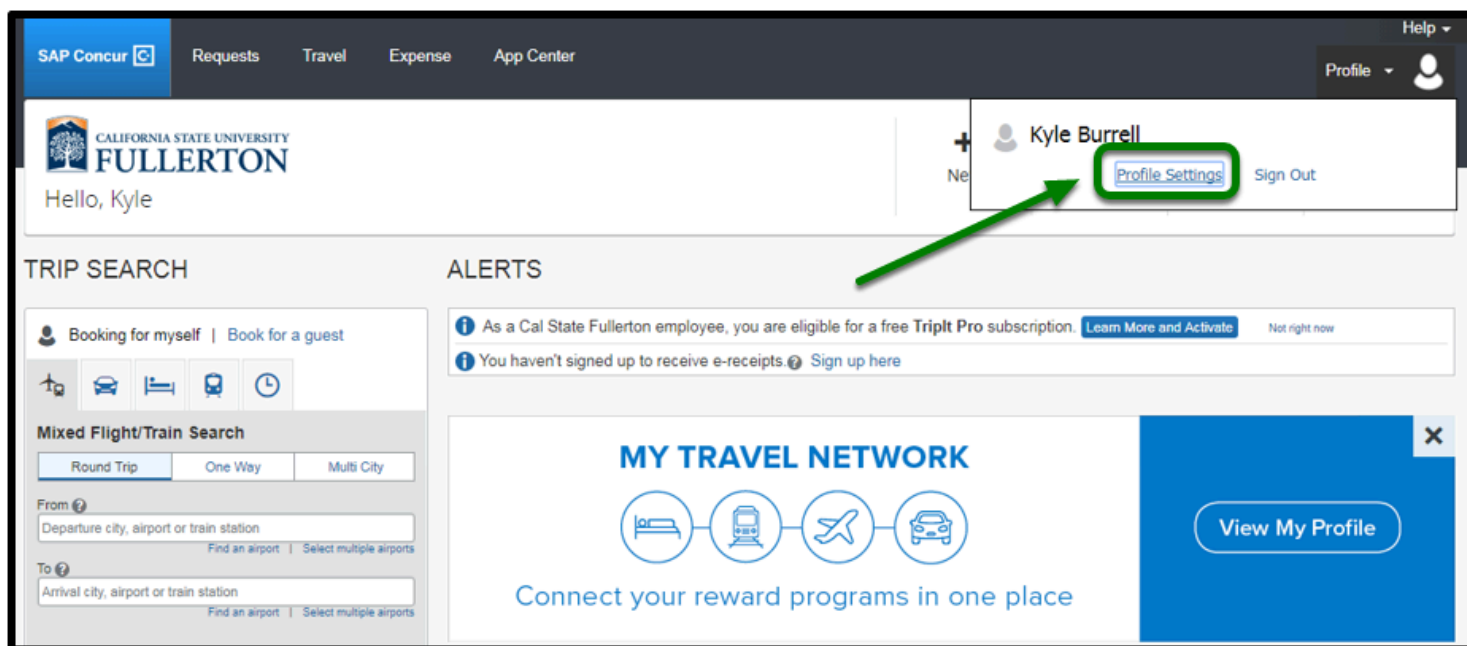 Help
SAP Concur
Requests
Travel
Expense
App Center
Profile
CALIFORNIA STATE UNIVERSITY
FULLERTON
Hello, Kyle
Ne
Kyle Burrell
Profile Settings
Sign Out
TRIP SEARCH
Booking for myself | Book for a guest
Mixed Flight/Train Search
Round Trip
One Way
Multi City
From
Departure city, airport or train station
Find an airport | Select multiple airports
To
Arrival city, airport or train station
Find an airport | Select multiple airports
ALERTS
As a Cal State Fullerton employee, you are eligible for a free TripIt Pro subscription. Learn More and Activate Not right now
You haven't signed up to receive e-receipts. Sign up here
MY TRAVEL NETWORK
Connect your reward programs in one place
View My Profile